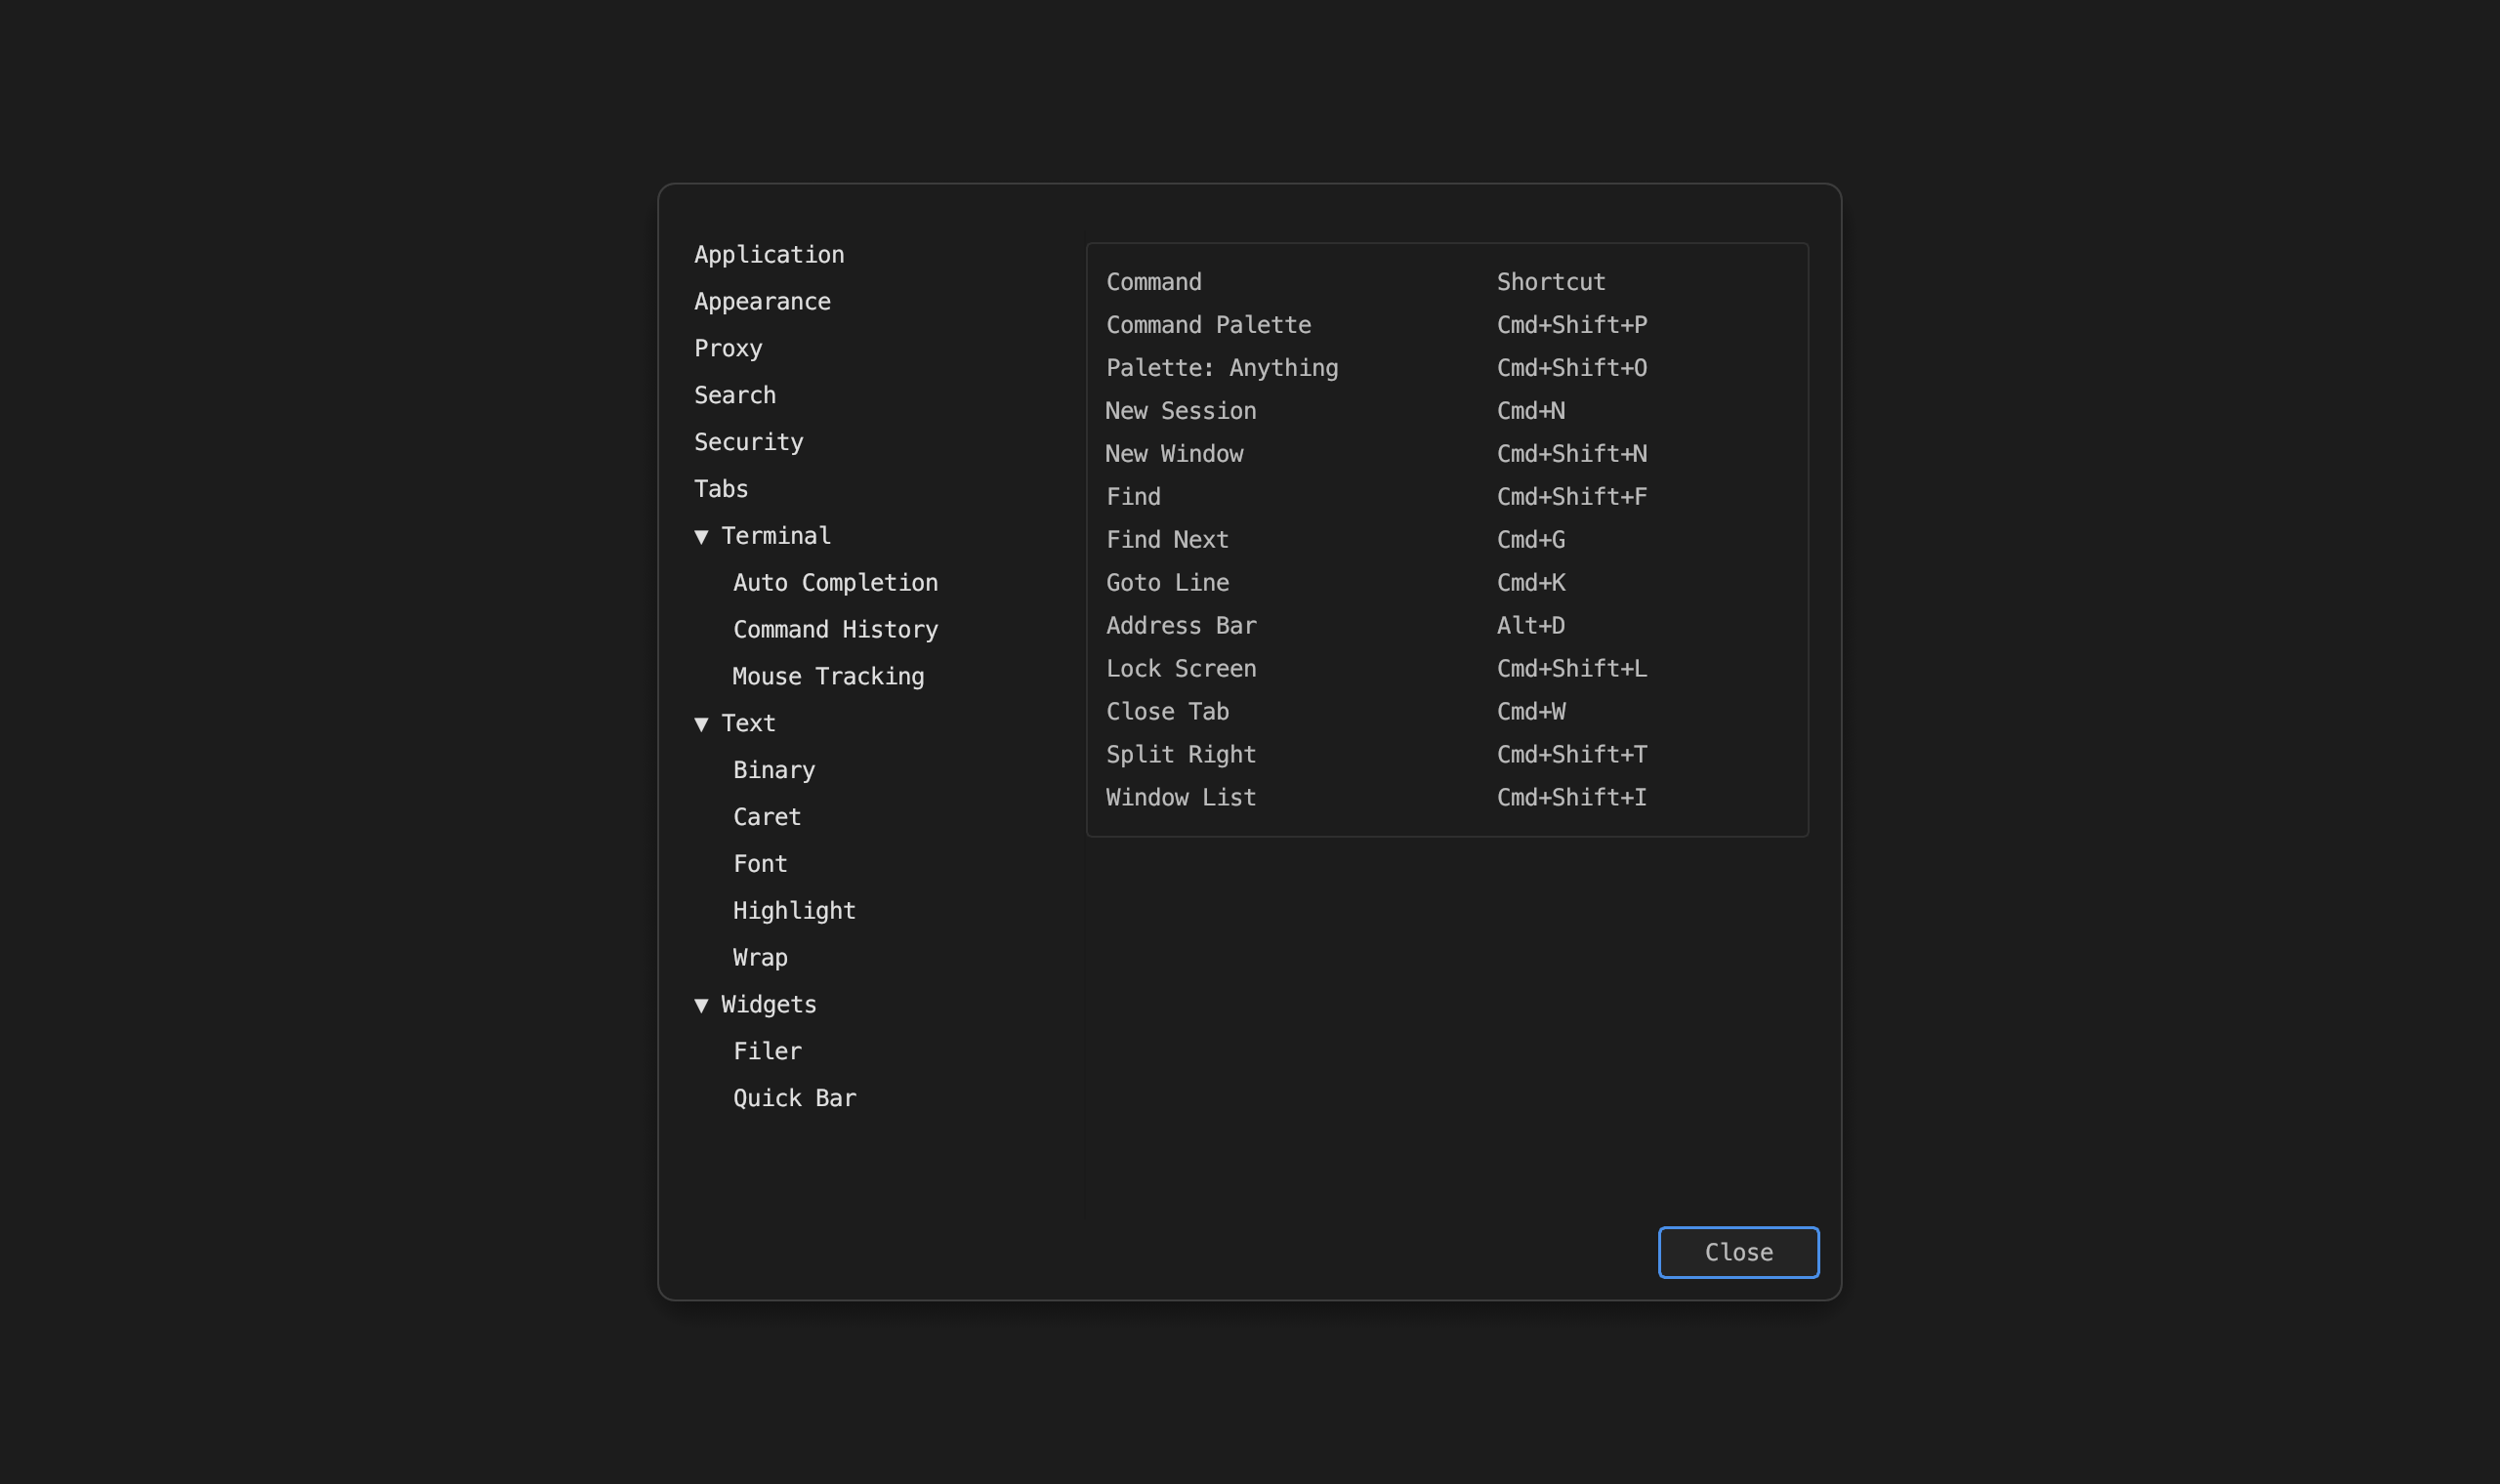 Application
Appearance
Proxy
Search
Security
Tabs
▼ Terminal
Auto Completion
Command History
Mouse Tracking
▼ Text
Binary
Caret
Font
Highlight
Wrap
▼ Widgets
Filer
Quick Bar
Command Shortcut
Command Palette Cmd+Shift+P
Palette: Anything Cmd+Shift+O
New Session Cmd+N
New Window Cmd+Shift+N
Find Cmd+Shift+F
Find Next Cmd+G
Goto Line Cmd+K
Address Bar Alt+D
Lock Screen Cmd+Shift+L
Close Tab Cmd+W
Split Right Cmd+Shift+T
Window List Cmd+Shift+I
Close